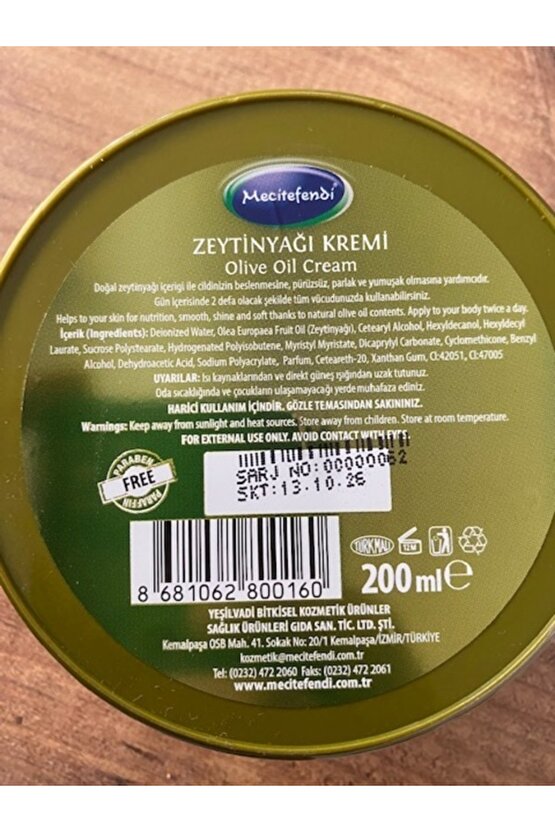 Mecitefendi
ZEYTİNYAĞI KREMİ
Olive Oil Cream
Doğal zeytinyağı içerigi ile cildinizin beslenmesine, pürüzsüz, parlak ve yumuşak olmasına yardımcıdır.
Gün içerisinde 2 defa olacak şekilde tüm vücudunuzda kullanabilirsiniz.
Helps to your skin for nutrition, smooth, shine and soft thanks to natural olive oil contents. Apply to your body twice a day.
İçerik (Ingredients): Deionized Water, Olea Europaea Fruit Oil (Zeytinyağı), Cetearyl Alcohol, Hexyldecanol, Hexyldecyl
Laurate, Sucrose Polystearate, Hydrogenated Polyisobutene, Myristyl Myristate, Dicaprylyl Carbonate, Cyclomethicone, Benzyl
Alcohol, Dehydroacetic Acid, Sodium Polyacrylate, Parfum, Ceteareth-20, Xanthan Gum, CI:42051, CI:47005
UYARILAR: Isı kaynaklarından ve direkt güneş ışığından uzak tutunuz.
Oda sıcaklığında ve çocukların ulaşamayacağı yerde muhafaza ediniz.
HARİCİ KULLANIM İÇİNDİR. GÖZLE TEMASINDAN SAKININIZ.
Warnings: Keep away from sunlight and heat sources. Store away from children. Store at room temperature.
FOR EXTERNAL USE ONLY. AVOID CONTACT WITH EYES.
PARABEN
FREE
PARAFFIN
SARJ NO:00000062
SKT:13.10.26
8 681062 800160
TÜRK MALI
12M
200 ml e
YEŞİLVADİ BİTKİSEL KOZMETİK ÜRÜNLER
SAĞLIK ÜRÜNLERİ GIDA SAN. TİC. LTD. ŞTİ.
Kemalpaşa OSB Mah. 41. Sokak No: 20/1 Kemalpaşa/İZMİR/TÜRKİYE
kozmetik@mecitefendi.com.tr
Tel: (0232) 472 2060 Faks: (0232) 472 2061
www.mecitefendi.com.tr